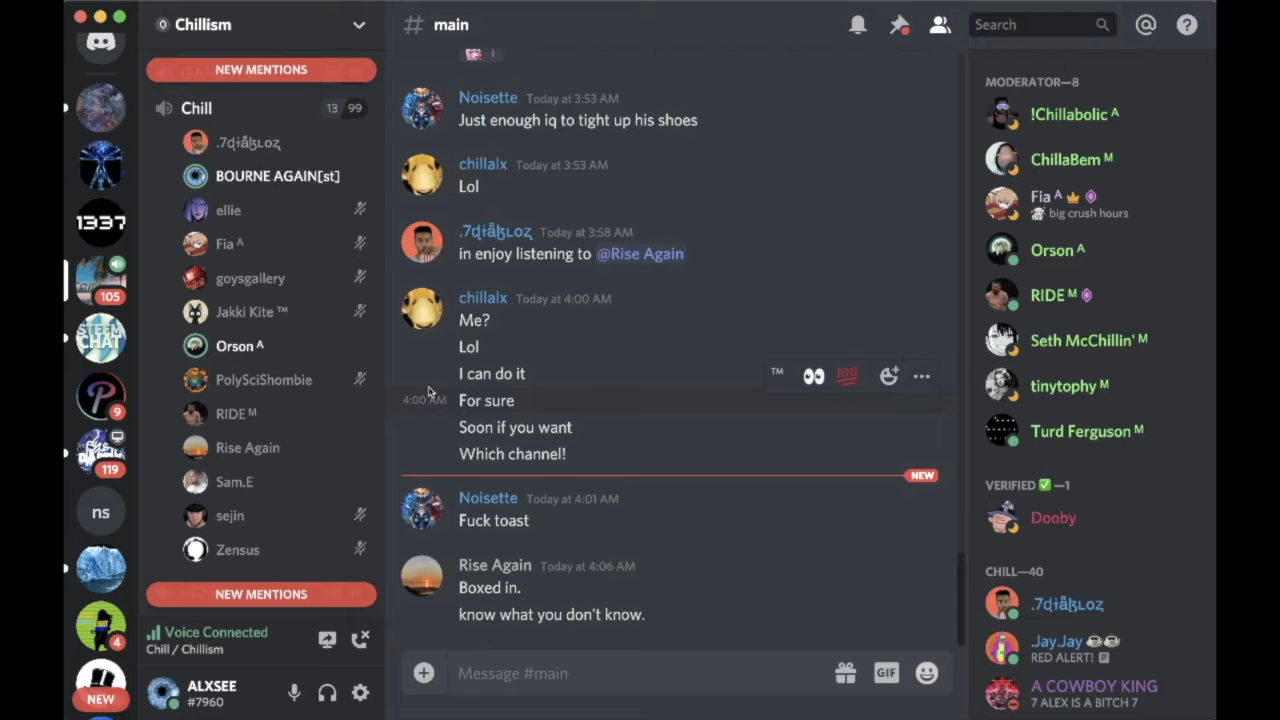 Chillism
main
Search
NEW MENTIONS
Chill
13 / 99
BOURNE AGAIN[st]
ellie
Fia A
goysgallery
Jakki Kite ™
Orson A
PolySciShombie
RIDE M
Rise Again
Sam.E
sejin
Zensus
NEW MENTIONS
Voice Connected
Chill / Chillism
ALXSEE
#7960
1337
105
STEEM CHAT
9
119
ns
4
NEW
1
Noisette Today at 3:53 AM
Just enough iq to tight up his shoes
chillalx Today at 3:53 AM
Lol
Today at 3:58 AM
in enjoy listening to @Rise Again
chillalx Today at 4:00 AM
Me?
Lol
I can do it
TM 100
4:00 AM For sure
Soon if you want
Which channel!
NEW
Noisette Today at 4:01 AM
Fuck toast
Rise Again Today at 4:06 AM
Boxed in.
know what you don't know.
Message #main
GIF
MODERATOR—8
!Chillabolic A
ChillaBem M
Fia A
big crush hours
Orson A
RIDE M
Seth McChillin' M
tinytophy M
Turd Ferguson M
VERIFIED ✅—1
Dooby
CHILL—40
.Jay.Jay ☕☕
RED ALERT!
A COWBOY KING
7 ALEX IS A BITCH 7